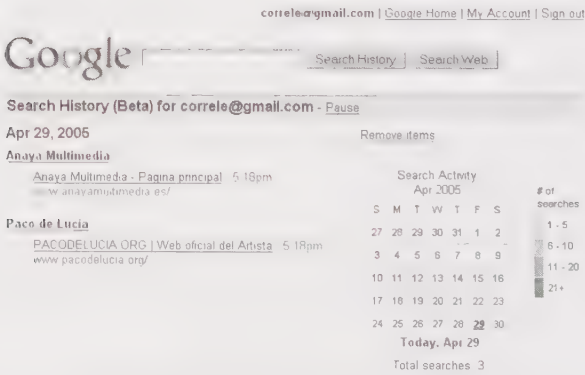 correle@gmail.com | Google Home | My Account | Sign out
Google
Search History Search Web
Search History (Beta) for correle@gmail.com - Pause
Apr 29, 2005
Remove items
Anaya Multimedia
Anaya Multimedia - Pagina principal 5:18pm
www.anayamultimedia.es/
Paco de Lucia
PACODELUCIA.ORG | Web oficial del Artista 5:18pm
www.pacodelucia.org/
Search Activity
Apr 2005
S M T W T F S
27 28 29 30 31 1 2
3 4 5 6 7 8 9
10 11 12 13 14 15 16
17 18 19 20 21 22 23
24 25 26 27 28 29 30
Today, Apr 29
Total searches 3
# of
searches
1 - 5
6 - 10
11 - 20
21+